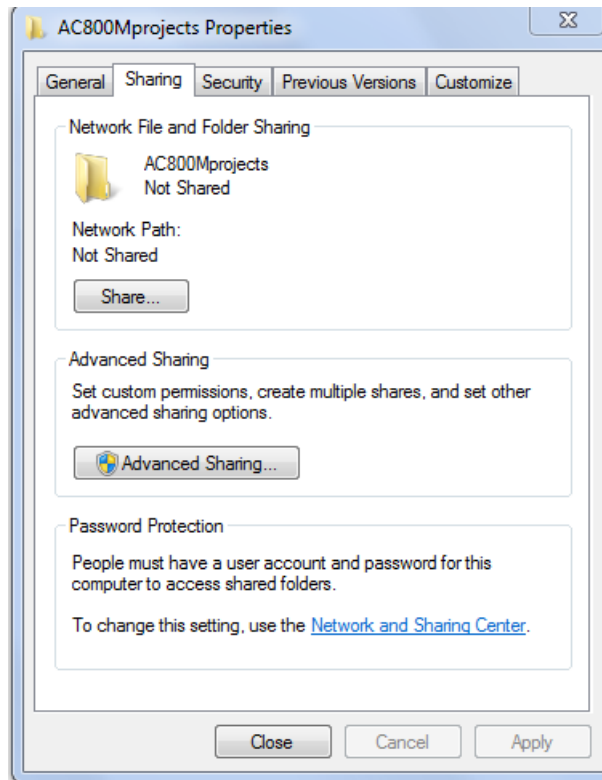 AC800Mprojects Properties
General
Sharing
Security
Previous Versions
Customize
Network File and Folder Sharing
AC800Mprojects
Not Shared
Network Path:
Not Shared
Share...
Advanced Sharing
Set custom permissions, create multiple shares, and set other
advanced sharing options.
Advanced Sharing...
Password Protection
People must have a user account and password for this
computer to access shared folders.
To change this setting, use the Network and Sharing Center.
Close
Cancel
Apply